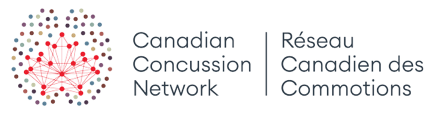 Canadian
Concussion
Network
Réseau
Canadien des
Commotions